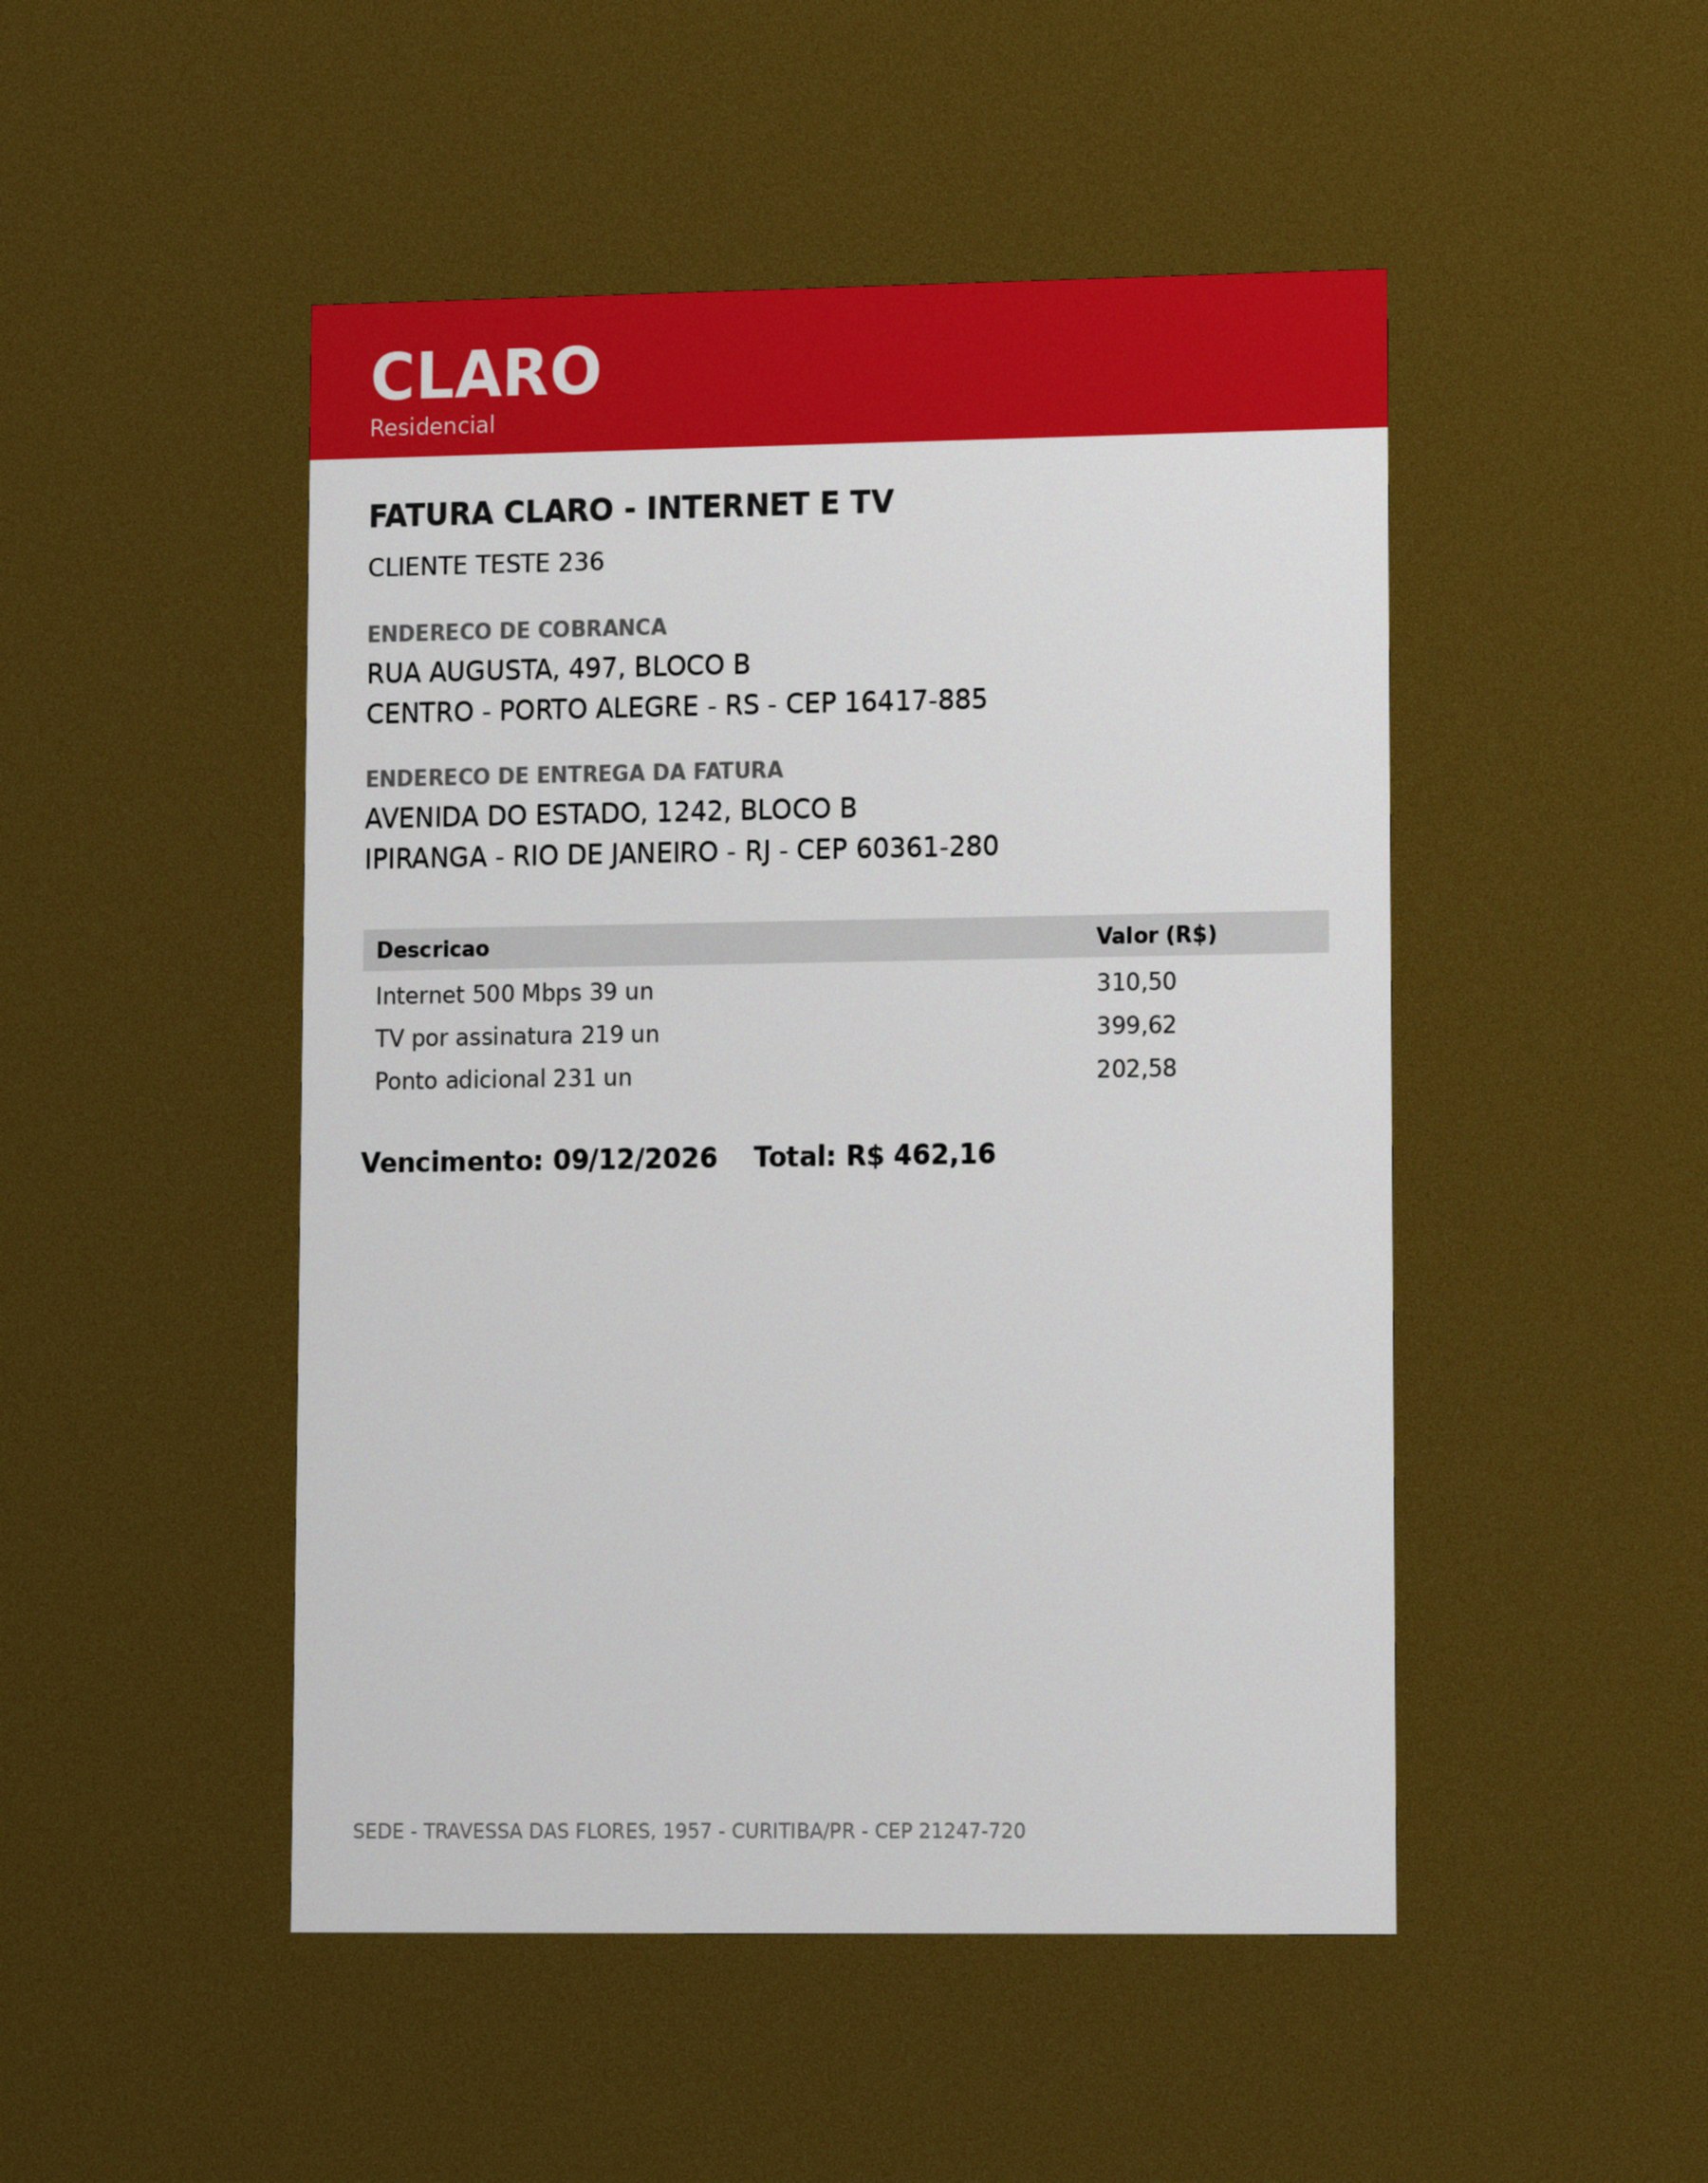 CLARO
Residencial
FATURA CLARO - INTERNET E TV
CLIENTE TESTE 236
ENDERECO DE COBRANCA
RUA AUGUSTA, 497, BLOCO B
CENTRO - PORTO ALEGRE - RS - CEP 16417-885
ENDERECO DE ENTREGA DA FATURA
AVENIDA DO ESTADO, 1242, BLOCO B
IPIRANGA - RIO DE JANEIRO - RJ - CEP 60361-280
Descricao Valor (R$)
Internet 500 Mbps 39 un 310,50
TV por assinatura 219 un 399,62
Ponto adicional 231 un 202,58
Vencimento: 09/12/2026 Total: R$ 462,16
SEDE - TRAVESSA DAS FLORES, 1957 - CURITIBA/PR - CEP 21247-720